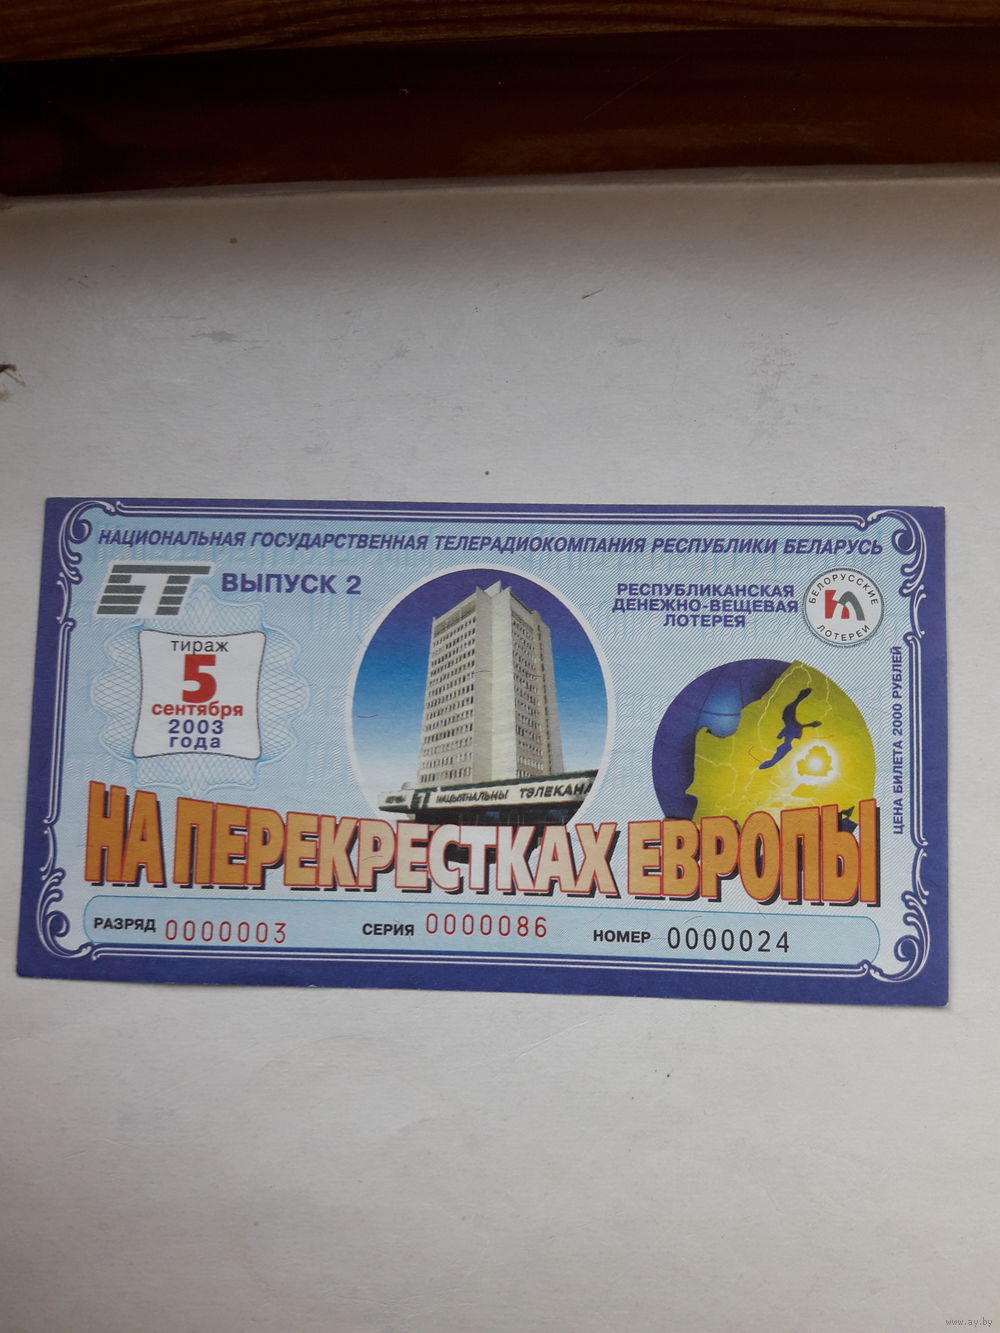 НАЦИОНАЛЬНАЯ ГОСУДАРСТВЕННАЯ ТЕЛЕРАДИОКОМПАНИЯ РЕСПУБЛИКИ БЕЛАРУСЬ
БТ ВЫПУСК 2
РЕСПУБЛИКАНСКАЯ
ДЕНЕЖНО-ВЕЩЕВАЯ
ЛОТЕРЕЯ
БЕЛОРУССКИЕ
ЛОТЕРЕИ
тираж
5
сентября
2003
года
НАЦЫЯНАЛЬНЫ ТЭЛЕКАНА
ЦЕНА БИЛЕТА 2000 РУБЛЕЙ
НА ПЕРЕКРЕСТКАХ ЕВРОПЫ
РАЗРЯД 0000003 СЕРИЯ 0000086 НОМЕР 0000024
www.ay.by